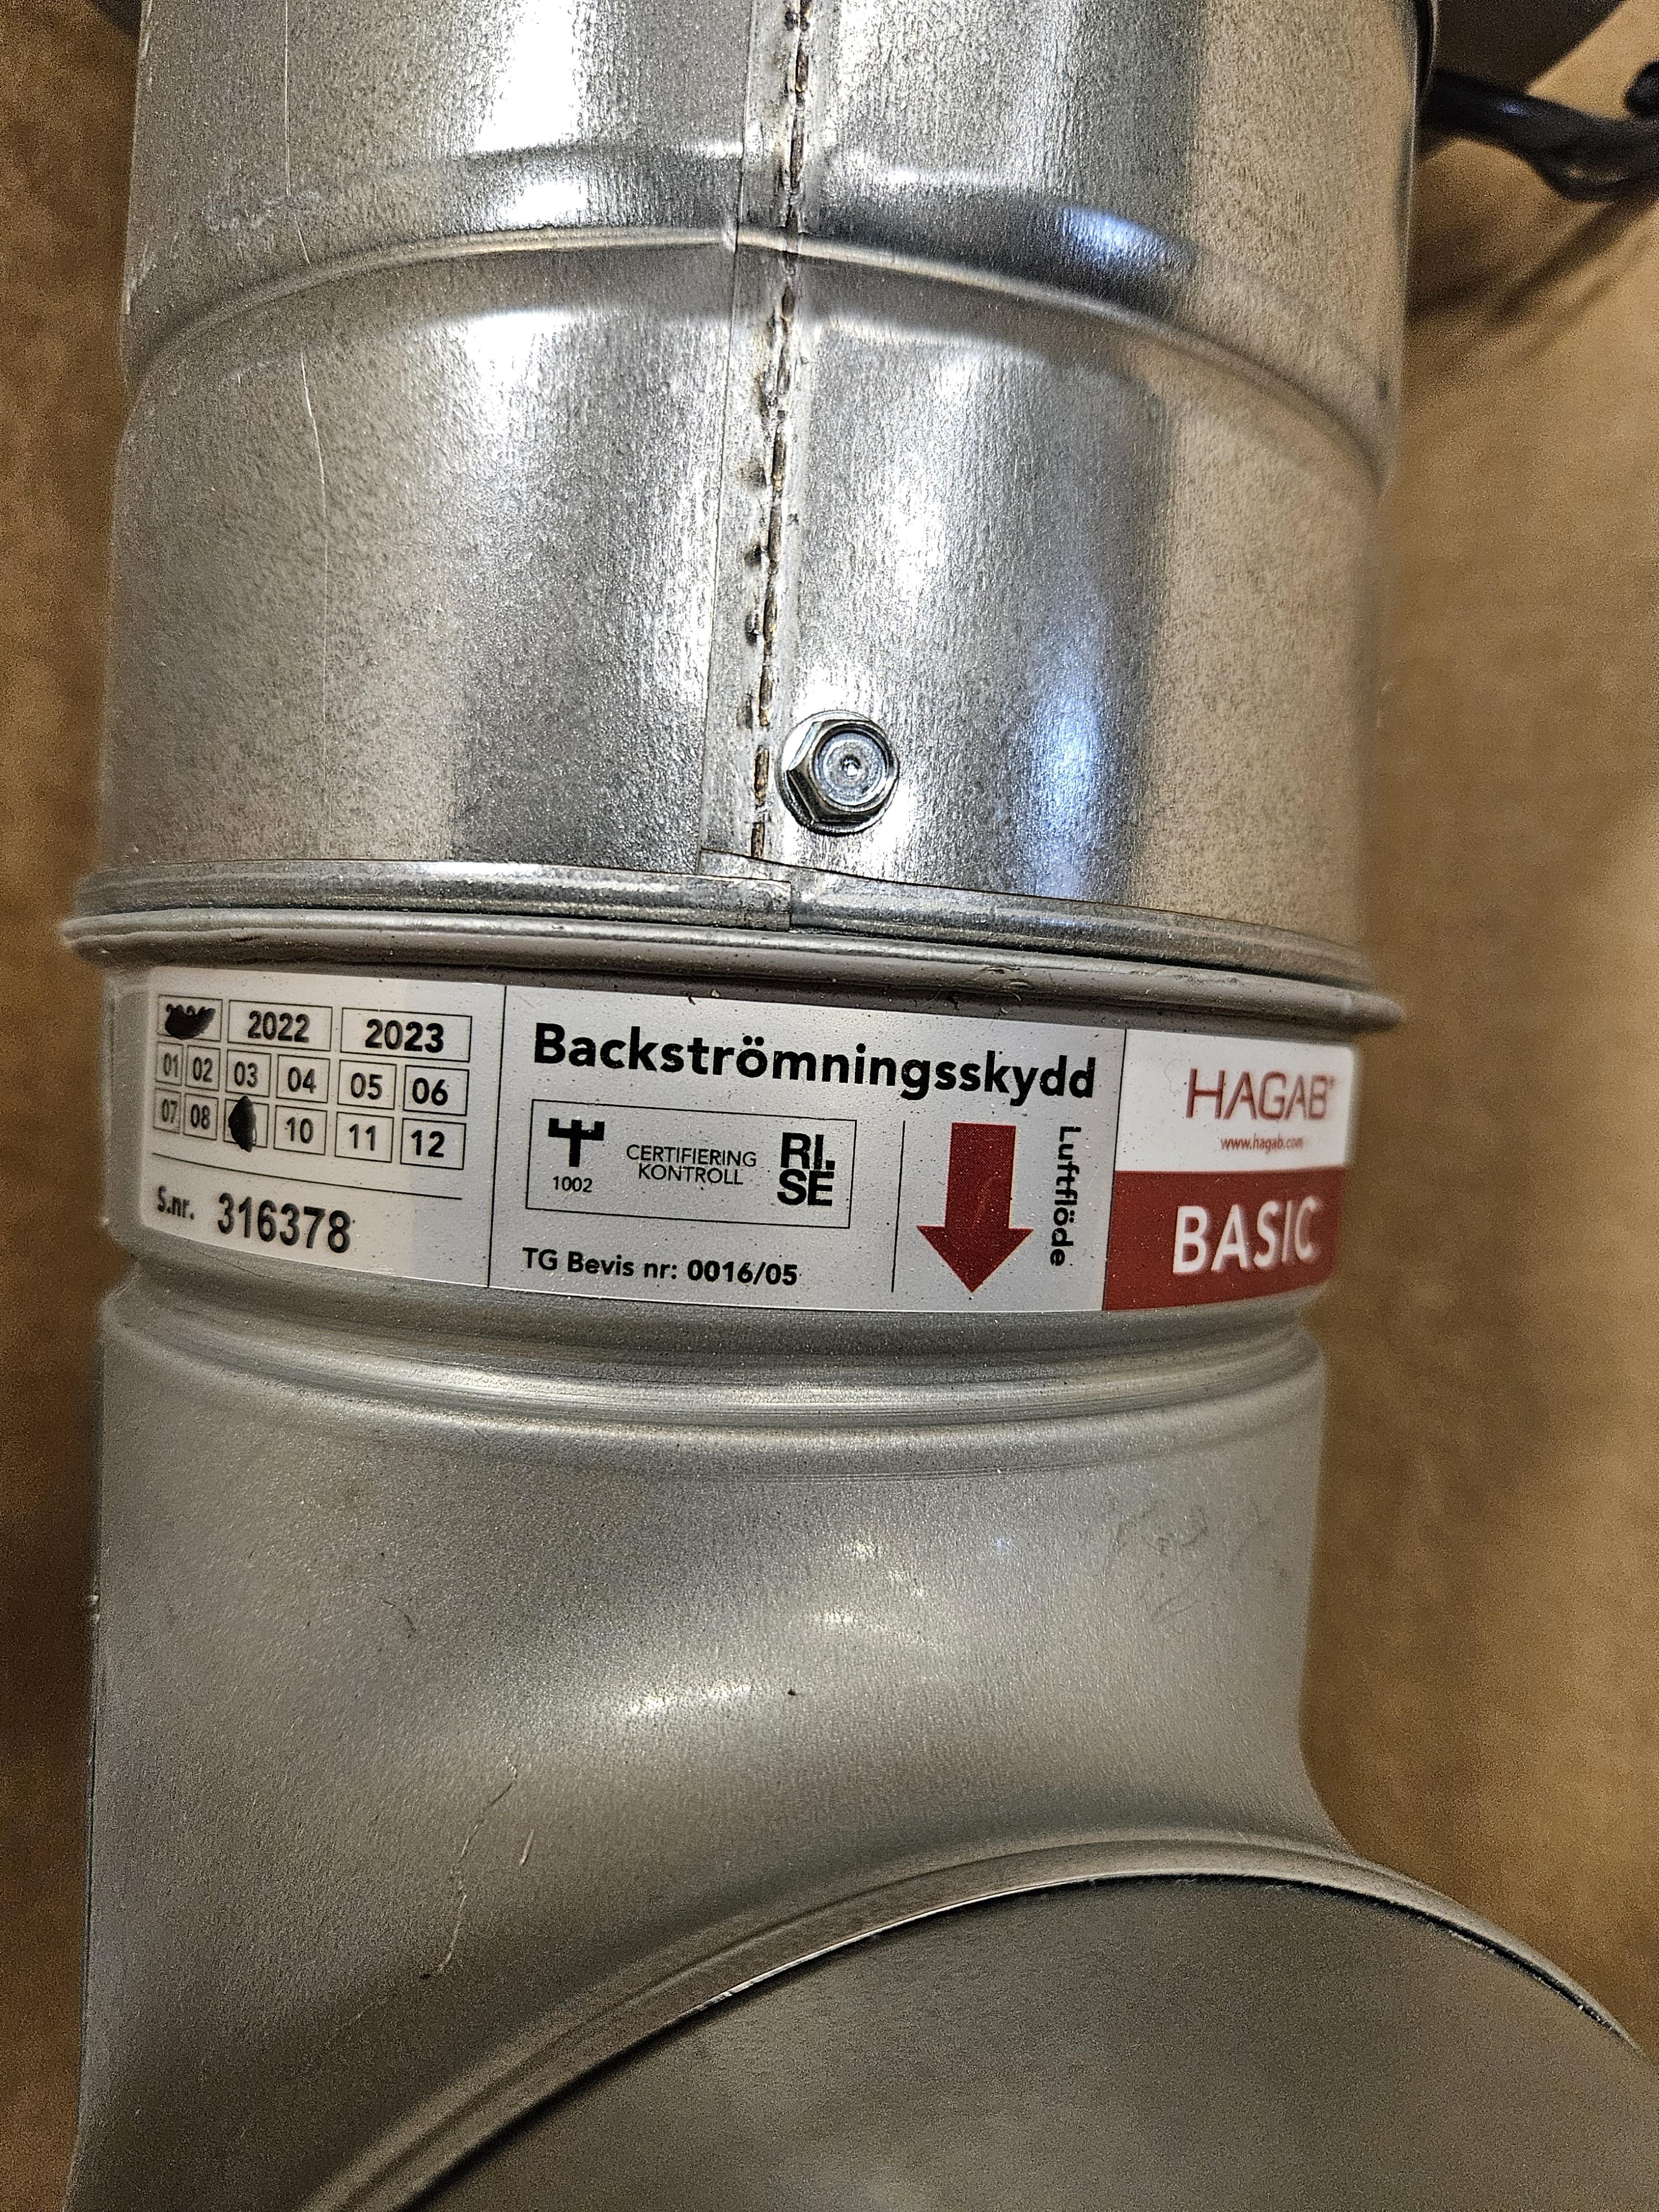 2022 2023
01 02 03 04 05 06
07 08 10 11 12
S.nr. 316378
Backströmningsskydd
1002
CERTIFIERING
KONTROLL
RI.
SE
TG Bevis nr: 0016/05
Luftflöde
HAGAB®
www.hagab.com
BASIC